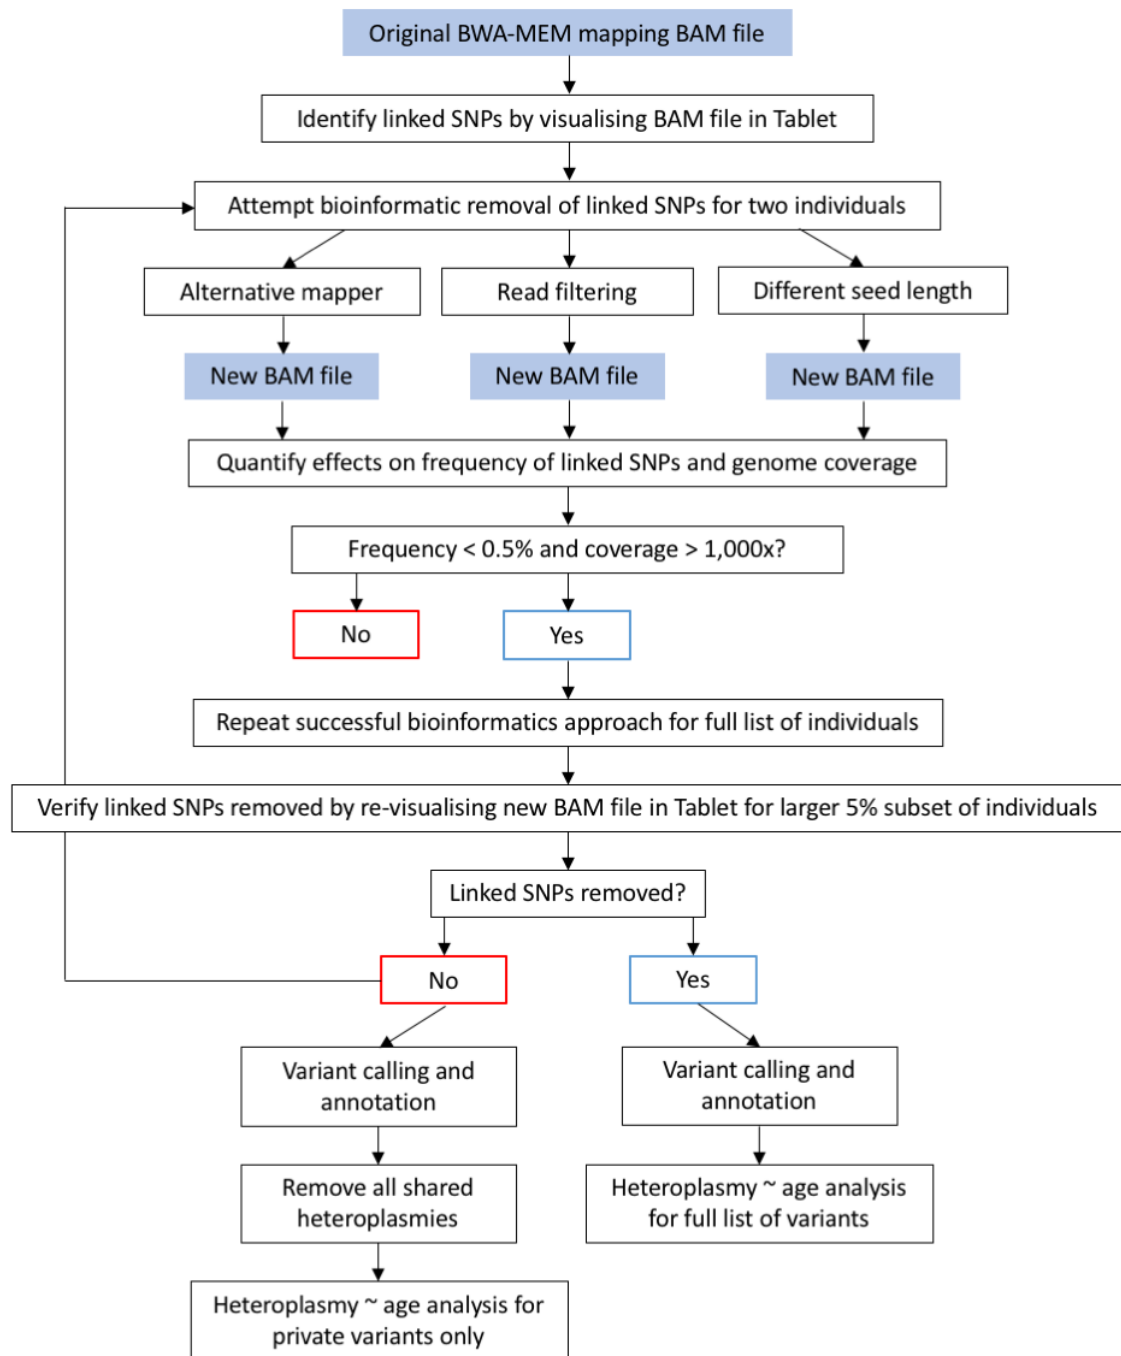 Original BWA-MEM mapping BAM file
Identify linked SNPs by visualising BAM file in Tablet
Attempt bioinformatic removal of linked SNPs for two individuals
Alternative mapper
Read filtering
Different seed length
New BAM file
New BAM file
New BAM file
Quantify effects on frequency of linked SNPs and genome coverage
Frequency < 0.5% and coverage > 1,000x?
No
Yes
Repeat successful bioinformatics approach for full list of individuals
Verify linked SNPs removed by re-visualising new BAM file in Tablet for larger 5% subset of individuals
Linked SNPs removed?
No
Yes
Variant calling and
annotation
Variant calling and
annotation
Remove all shared
heteroplasmies
Heteroplasmy ~ age analysis
for full list of variants
Heteroplasmy ~ age analysis for
private variants only